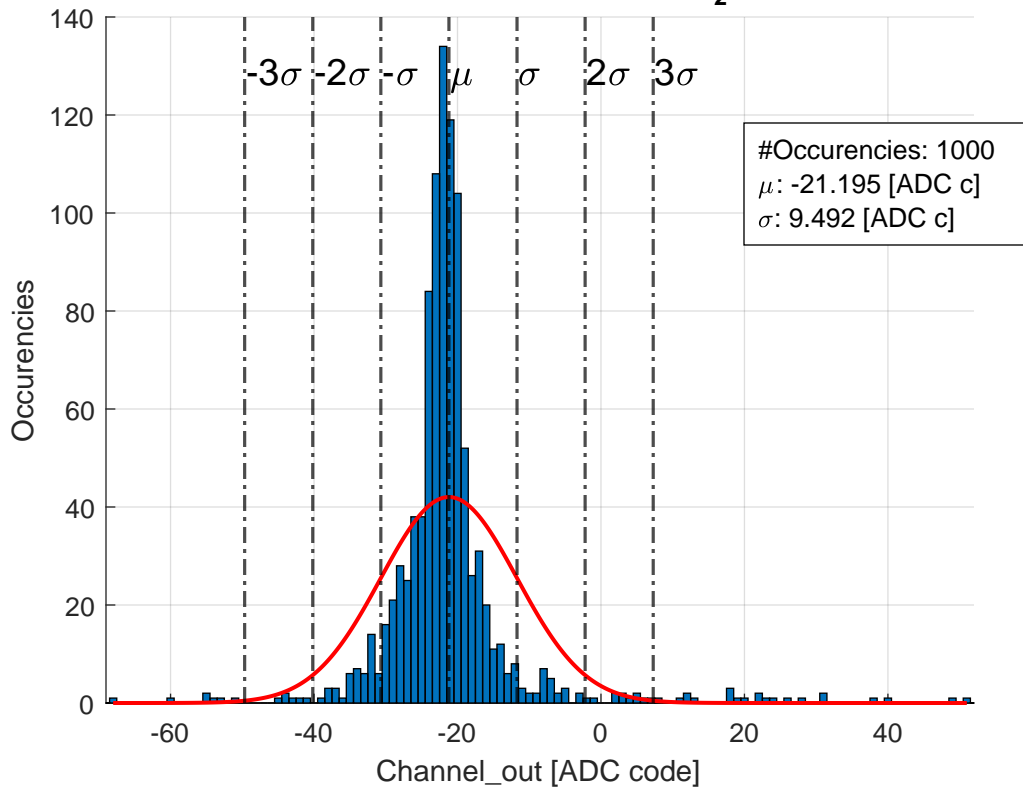 2
-3σ -2σ -σ μ σ 2σ 3σ
#Occurencies: 1000
μ: -21.195 [ADC c]
σ: 9.492 [ADC c]
Occurencies
140
120
100
80
60
40
20
0
-60 -40 -20 0 20 40
Channel_out [ADC code]